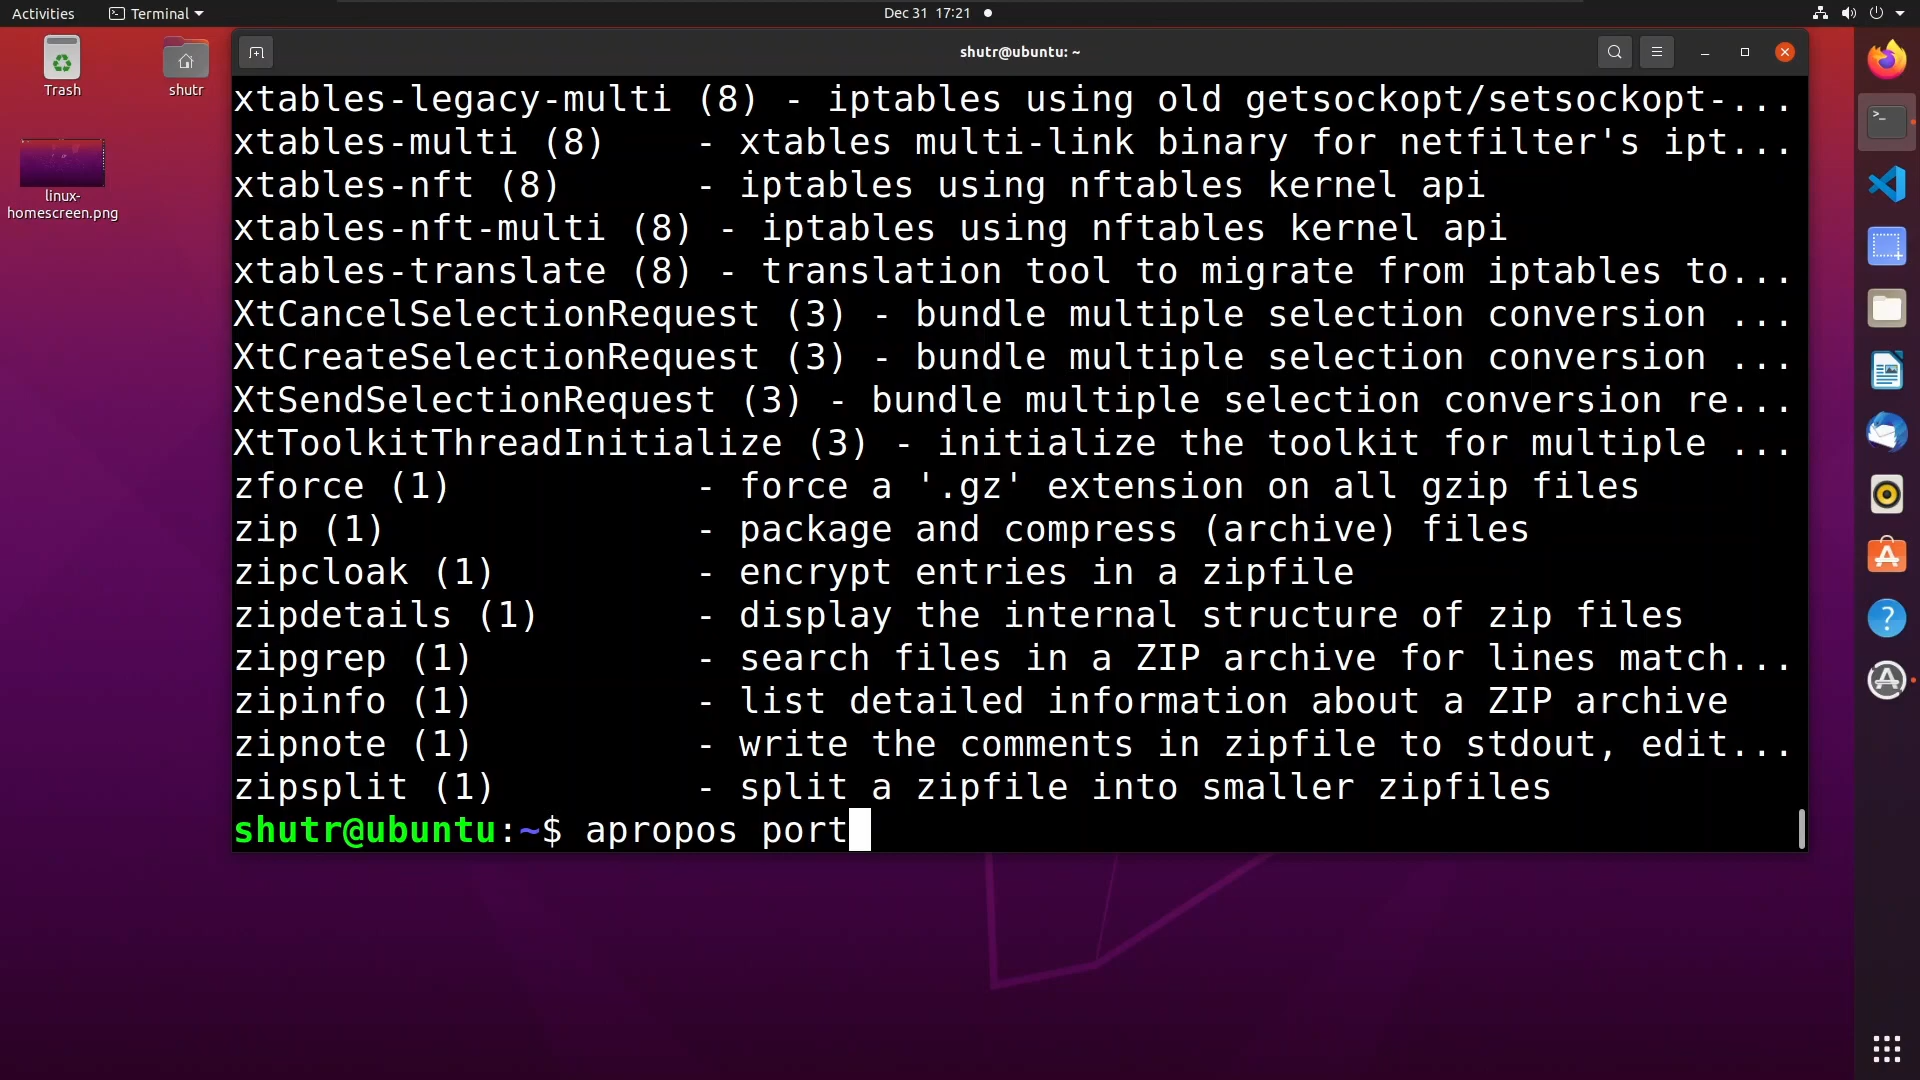 Activities Terminal Dec 31 17:21
Trash shutr
linux-
homescreen.png
shutr@ubuntu: ~
xtables-legacy-multi (8) - iptables using old getsockopt/setsockopt-...
xtables-multi (8)    - xtables multi-link binary for netfilter's ipt...
xtables-nft (8)      - iptables using nftables kernel api
xtables-nft-multi (8) - iptables using nftables kernel api
xtables-translate (8) - translation tool to migrate from iptables to...
XtCancelSelectionRequest (3) - bundle multiple selection conversion ...
XtCreateSelectionRequest (3) - bundle multiple selection conversion ...
XtSendSelectionRequest (3) - bundle multiple selection conversion re...
XtToolkitThreadInitialize (3) - initialize the toolkit for multiple ...
zforce (1)           - force a '.gz' extension on all gzip files
zip (1)              - package and compress (archive) files
zipcloak (1)         - encrypt entries in a zipfile
zipdetails (1)       - display the internal structure of zip files
zipgrep (1)          - search files in a ZIP archive for lines match...
zipinfo (1)          - list detailed information about a ZIP archive
zipnote (1)          - write the comments in zipfile to stdout, edit...
zipsplit (1)         - split a zipfile into smaller zipfiles
shutr@ubuntu:~$ apropos port